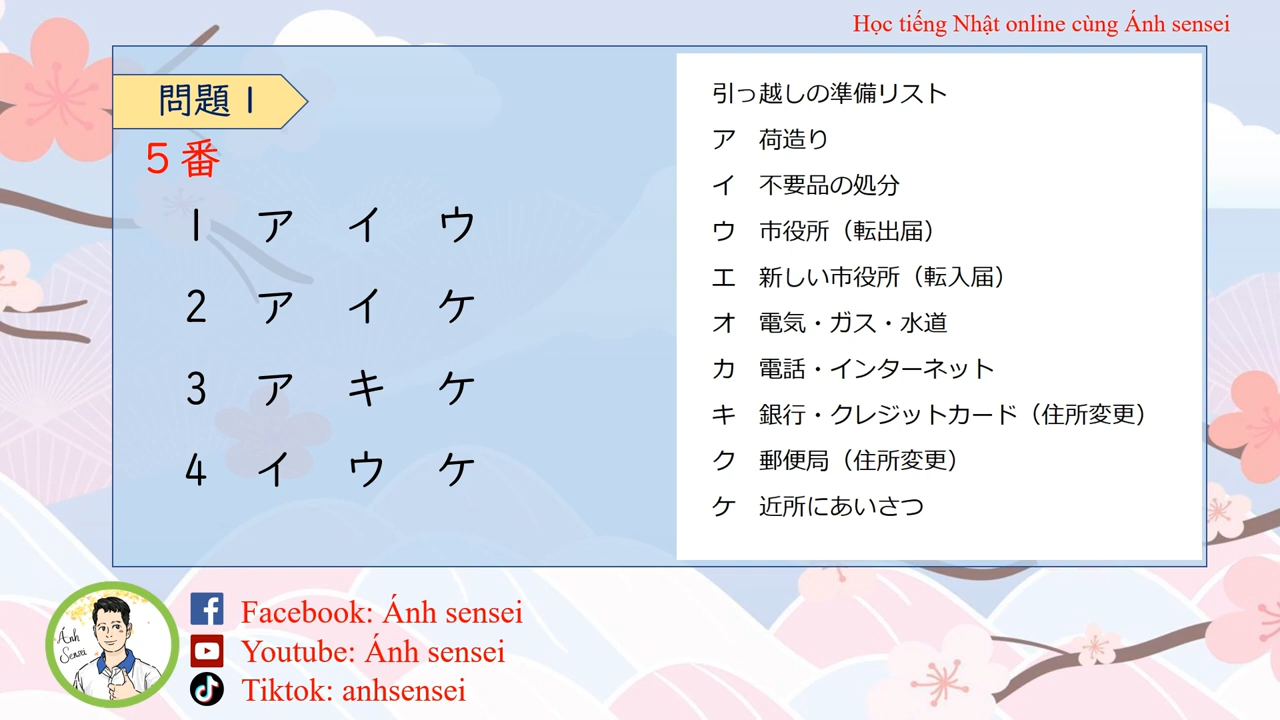 Học tiếng Nhật online cùng Ánh sensei
問題1
5番
1 ア イ ウ
2 ア イ ケ
3 ア キ ケ
4 イ ウ ケ
引っ越しの準備リスト
ア 荷造り
イ 不要品の処分
ウ 市役所（転出届）
エ 新しい市役所（転入届）
オ 電気・ガス・水道
カ 電話・インターネット
キ 銀行・クレジットカード（住所変更）
ク 郵便局（住所変更）
ケ 近所にあいさつ
Ánh
Sensei
Facebook: Ánh sensei
Youtube: Ánh sensei
Tiktok: anhsensei